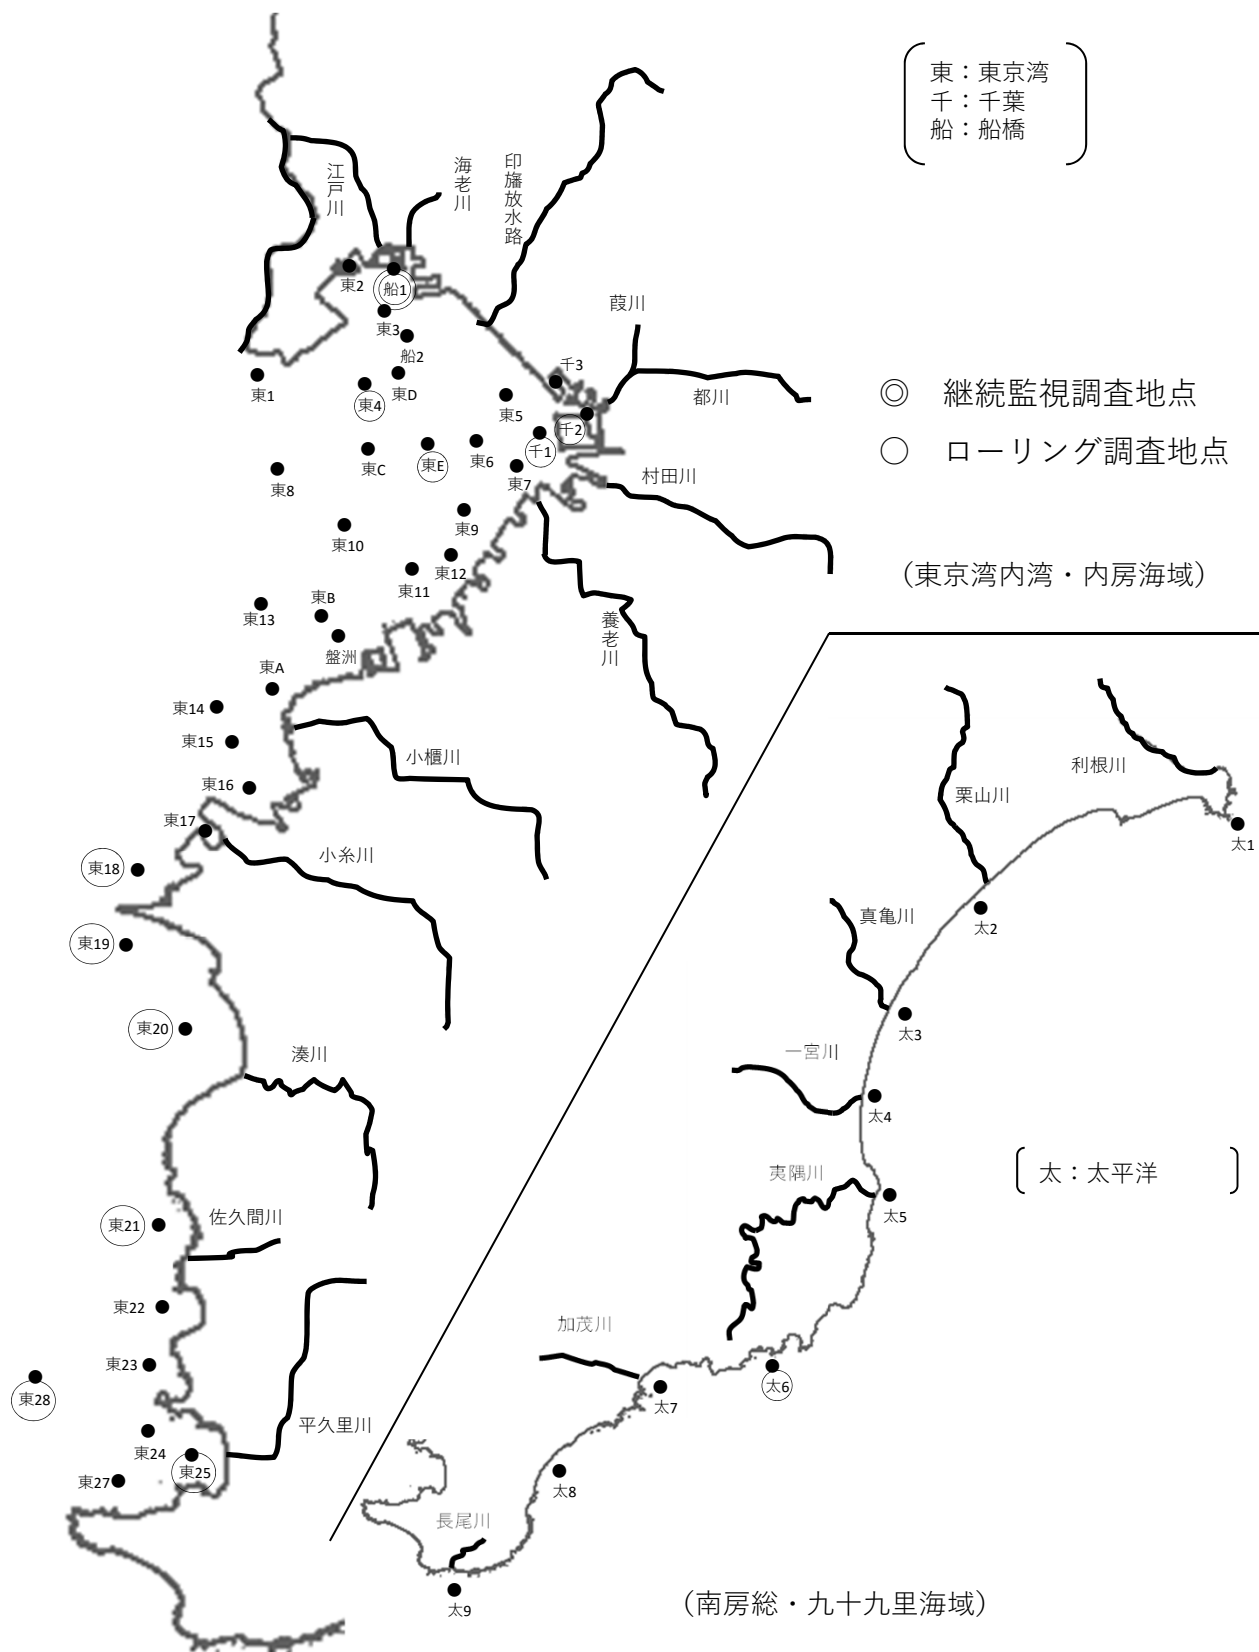 東：東京湾
千：千葉
船：船橋
江戸川
海老川
印旛放水路
東2
船1
東3
船2
葭川
千3
東1
東4
東D
東5
都川
◎ 継続監視調査地点
千2
千1
○ ローリング調査地点
東8
東C
東E
東6
東7
村田川
東9
東10
東12
東11
（東京湾内湾・内房海域）
東13
東B
盤洲
養老川
東A
東14
東15
小櫃川
東16
利根川
栗山川
東17
太1
小糸川
東18
真亀川
太2
東19
東20
太3
湊川
一宮川
太4
夷隅川
太：太平洋
東21
佐久間川
太5
東22
加茂川
東23
東28
太6
太7
平久里川
東24
東25
東27
太8
長尾川
太9
（南房総・九十九里海域）